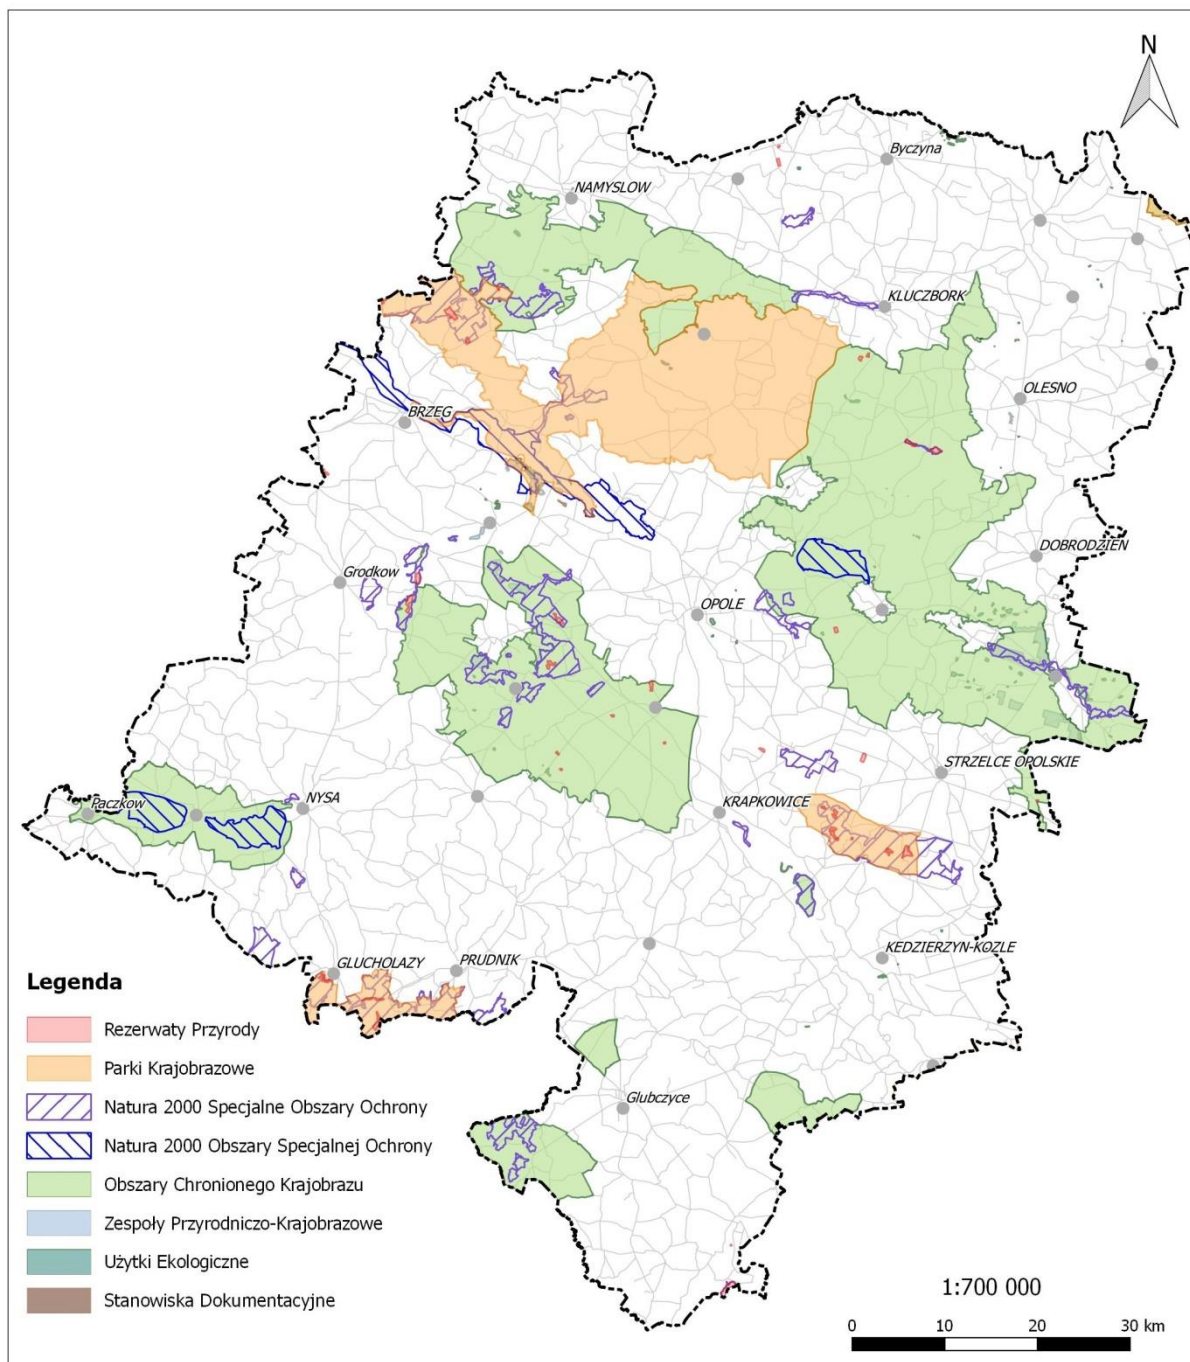 N
Byczyna
NAMYSLOW
KLUCZBORK
OLESNO
BRZEG
DOBRODZIEN
Grodkow
OPOLE
STRZELCE OPOLSKIE
Paczkow
NYSA
KRAPKOWICE
KEDZIERZYN-KOZLE
GLUCHOLAZY
PRUDNIK
Glubczyce
Legenda
Rezerwaty Przyrody
Parki Krajobrazowe
Natura 2000 Specjalne Obszary Ochrony
Natura 2000 Obszary Specjalnej Ochrony
Obszary Chronionego Krajobrazu
Zespoły Przyrodniczo-Krajobrazowe
Użytki Ekologiczne
Stanowiska Dokumentacyjne
1:700 000
0 10 20 30 km